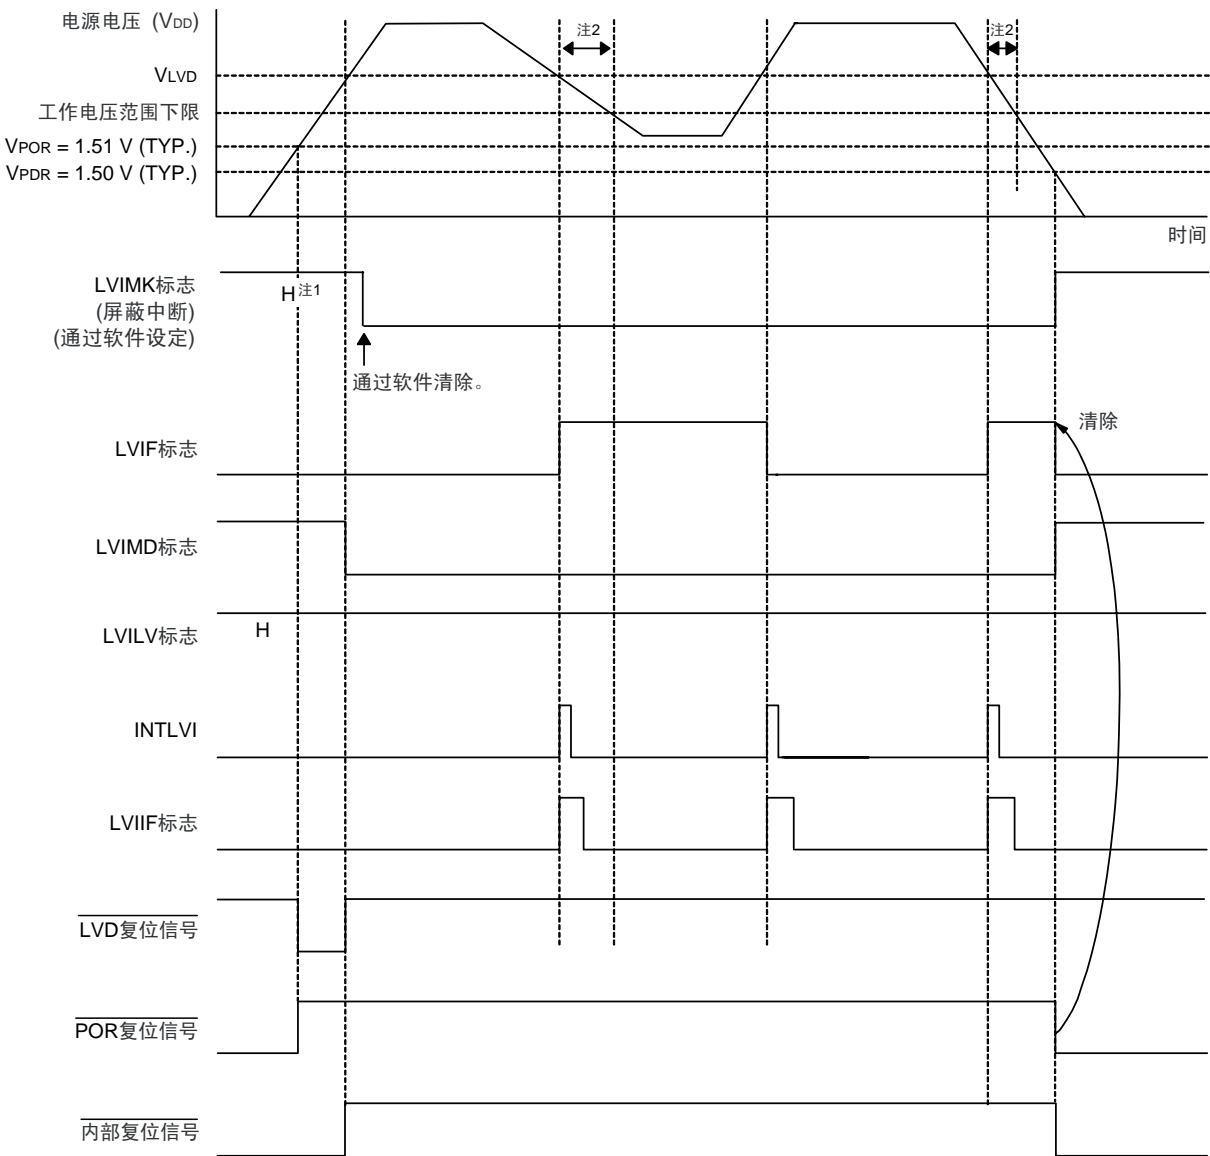 电源电压 (VDD)
注2
注2
VLVD
工作电压范围下限
VPOR = 1.51 V (TYP.)
VPDR = 1.50 V (TYP.)
时间
LVIMK标志
(屏蔽中断)
(通过软件设定)
H注1
通过软件清除。
LVIF标志
清除
LVIMD标志
LVILV标志
H
INTLVI
LVIIF标志
LVD复位信号
POR复位信号
内部复位信号